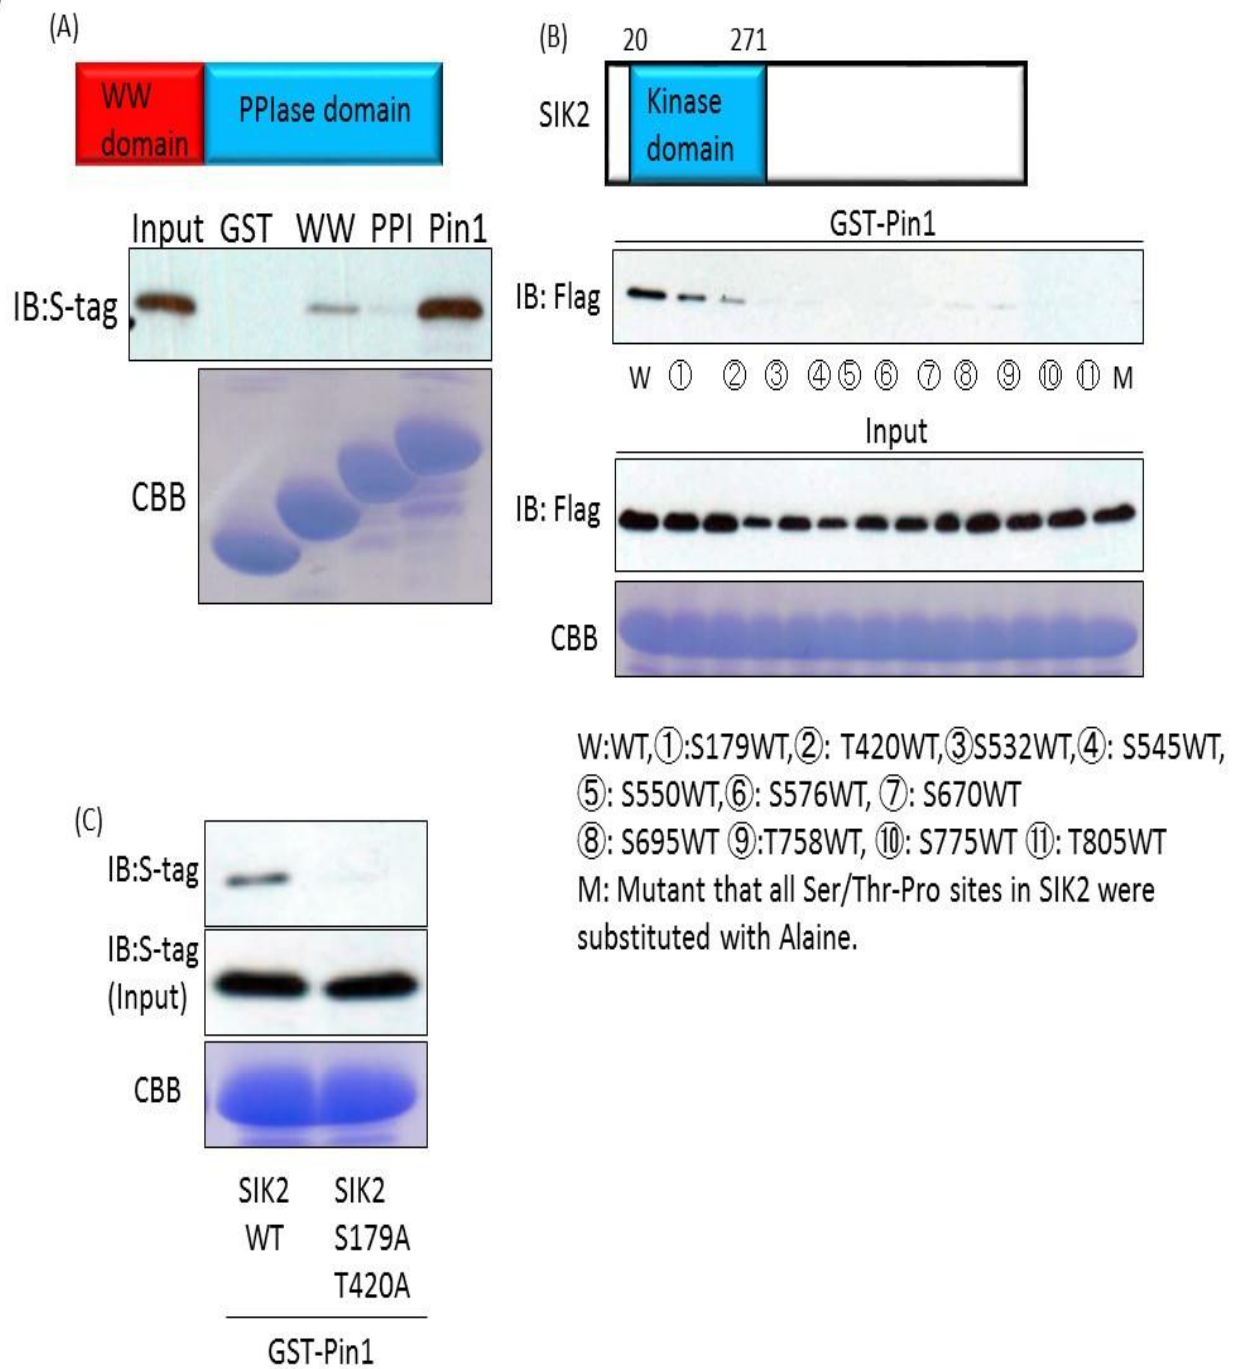 (A)
WW
domain
PPIase domain
Input GST WW PPI Pin1
IB:S-tag
CBB
(B)
20 271
SIK2
Kinase
domain
GST-Pin1
IB: Flag
W ① ② ③ ④ ⑤ ⑥ ⑦ ⑧ ⑨ ⑩ ⑪ M
Input
IB: Flag
CBB
W:WT,①:S179WT,②: T420WT,③S532WT,④: S545WT,
⑤: S550WT,⑥: S576WT, ⑦: S670WT
⑧: S695WT ⑨:T758WT, ⑩: S775WT ⑪: T805WT
M: Mutant that all Ser/Thr-Pro sites in SIK2 were
substituted with Alaine.
(C)
IB:S-tag
IB:S-tag
(Input)
CBB
SIK2 SIK2
WT S179A
T420A
GST-Pin1